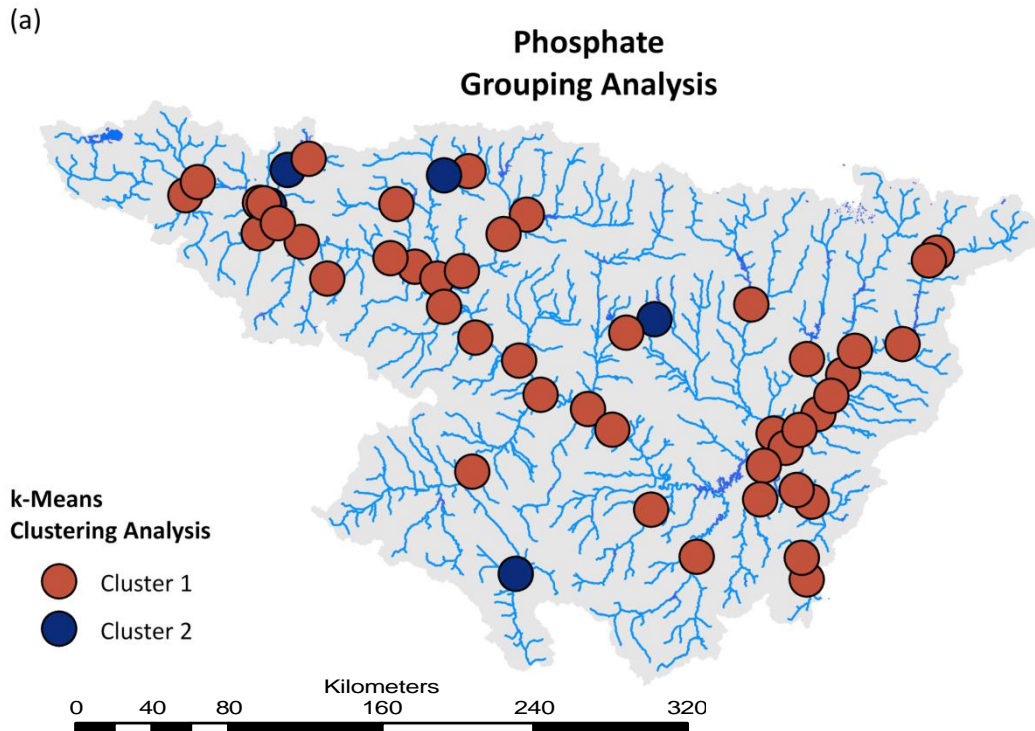 (a)
Phosphate
Grouping Analysis
k-Means
Clustering Analysis
Cluster 1
Cluster 2
Kilometers
0 40 80 160 240 320